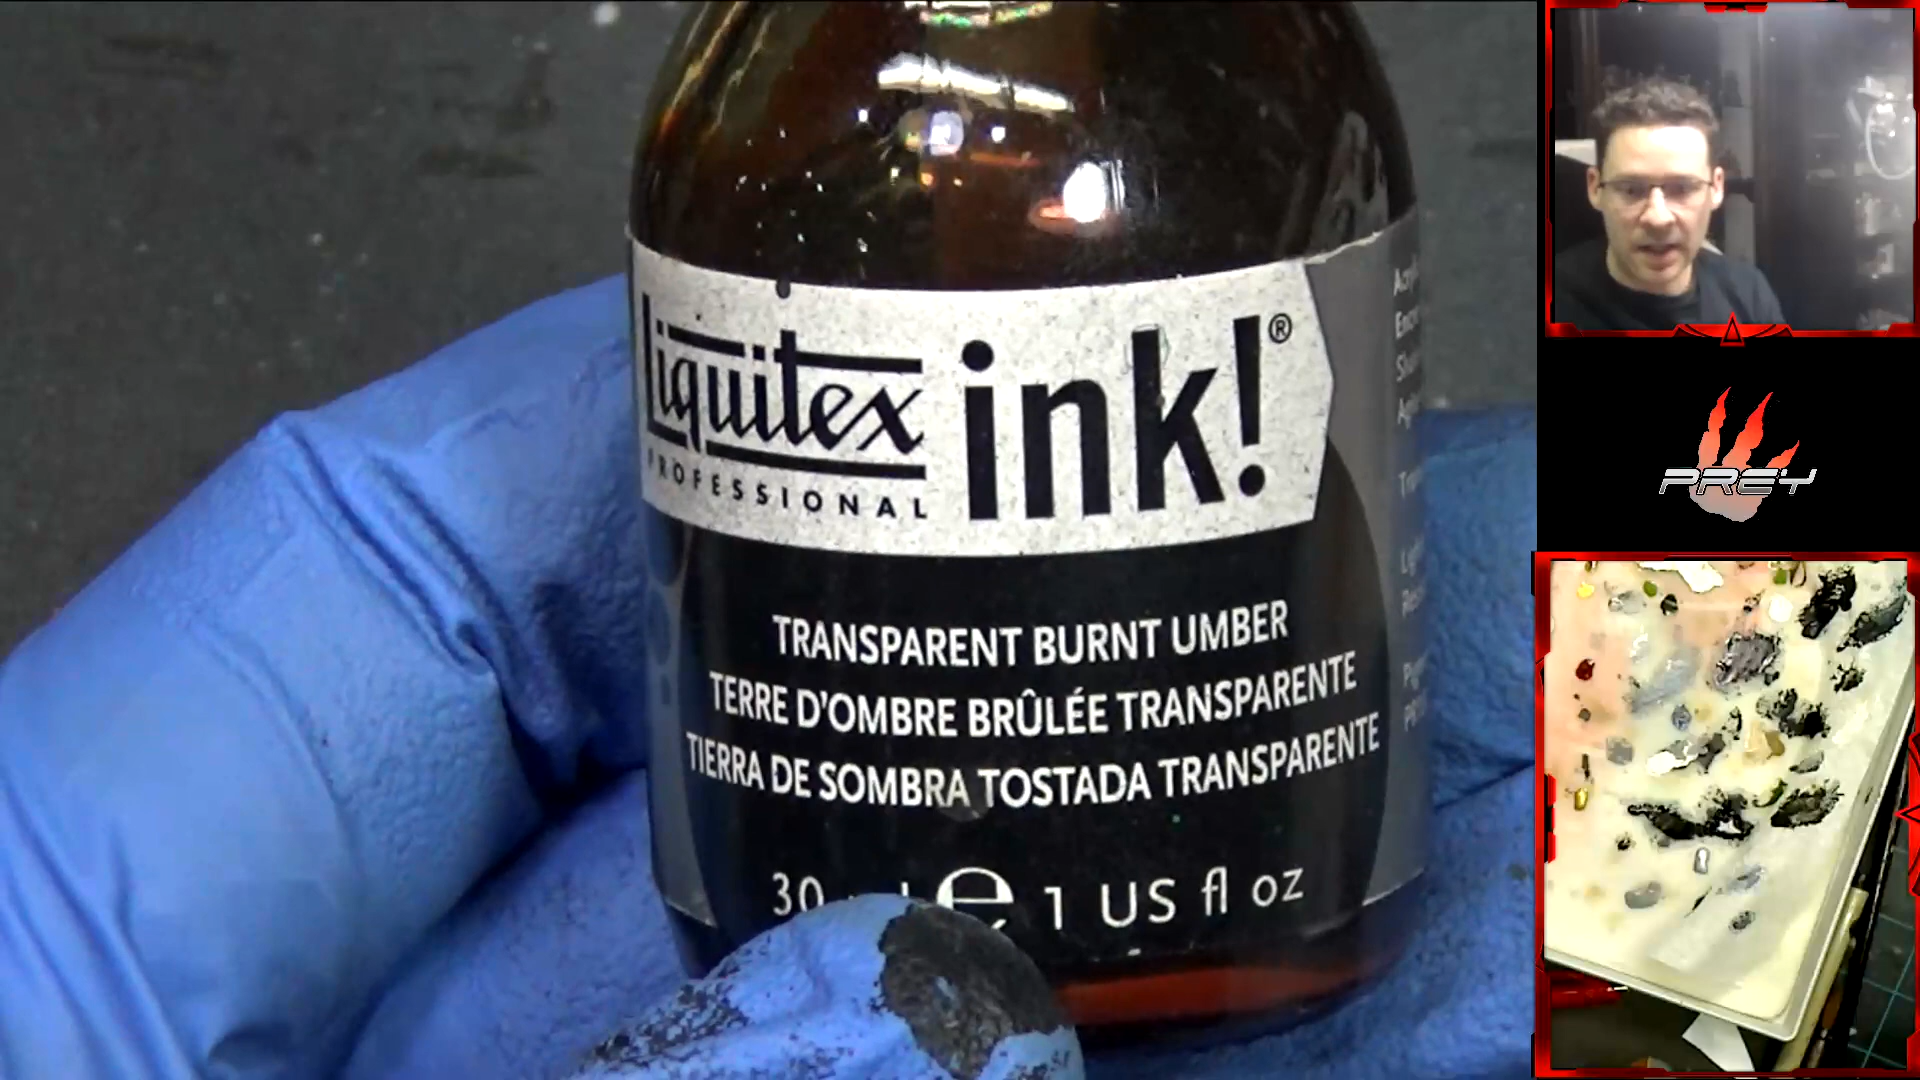 Liquitex ink!®
PROFESSIONAL
TRANSPARENT BURNT UMBER
TERRE D'OMBRE BRÛLÉE TRANSPARENTE
TIERRA DE SOMBRA TOSTADA TRANSPARENTE
30 e 1 US fl oz
PREY